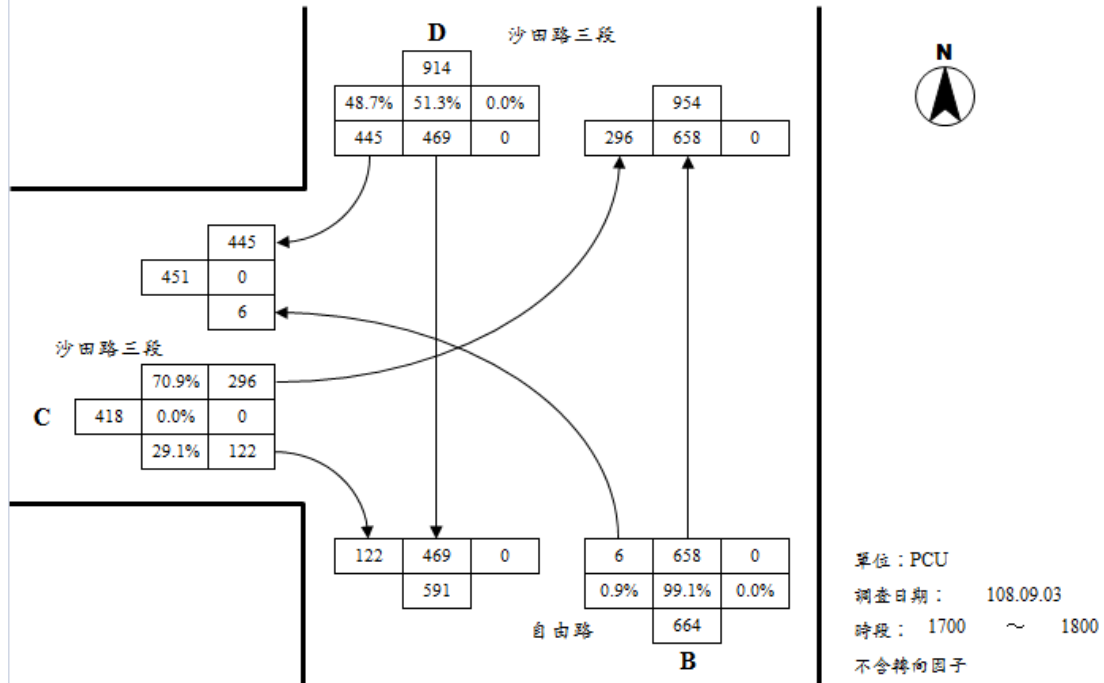 D 沙田路三段
N
914
48.7% 51.3% 0.0%
445 469 0
954
296 658 0
445
451 0
6
沙田路三段
70.9% 296
C 418 0.0% 0
29.1% 122
122 469 0
591
6 658 0
0.9% 99.1% 0.0%
664
自由路
B
單位：PCU
調查日期： 108.09.03
時段： 1700 ～ 1800
不含轉向因子